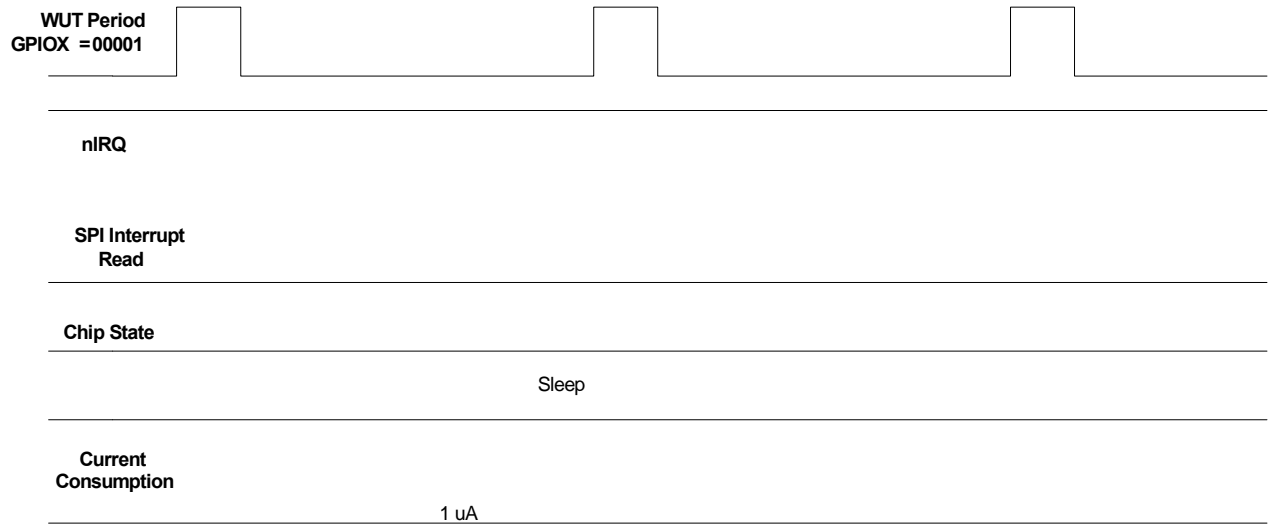 WUT Period
GPIOX =00001
nIRQ
SPI Interrupt
Read
Chip State
Sleep
Current
Consumption
1 uA